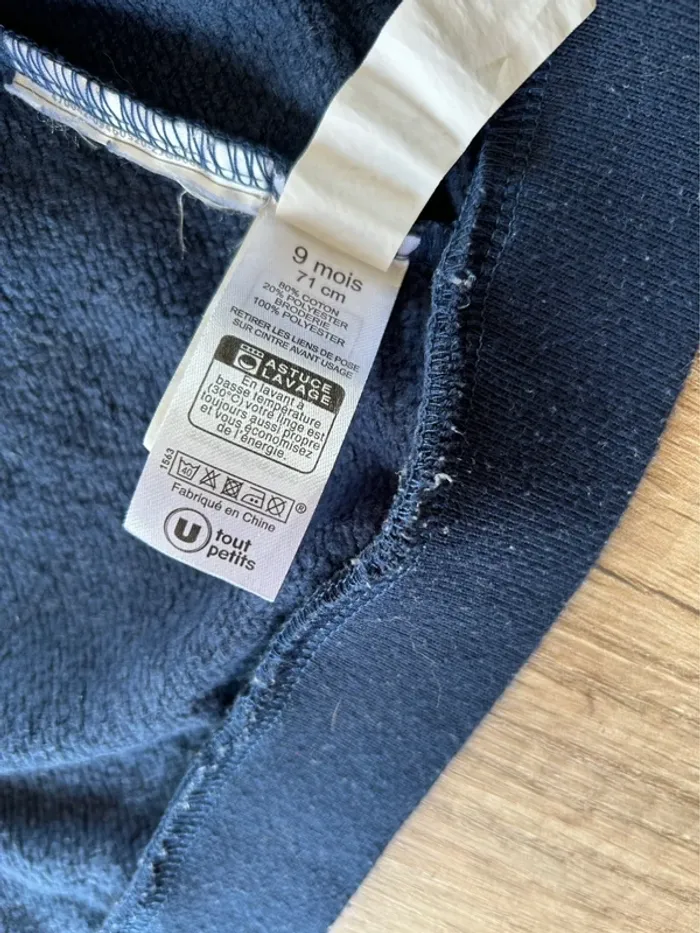 9 mois
71 cm
80% COTON
20% POLYESTER
BRODERIE
100% POLYESTER
RETIRER LES LIENS DE POSE
SUR CINTRE AVANT USAGE
ASTUCE
LAVAGE
En lavant à
basse température
(30°C) votre linge est
toujours aussi propre
et vous économisez
de l'énergie.
1563
40
®
Fabriqué en Chine
U tout
petits